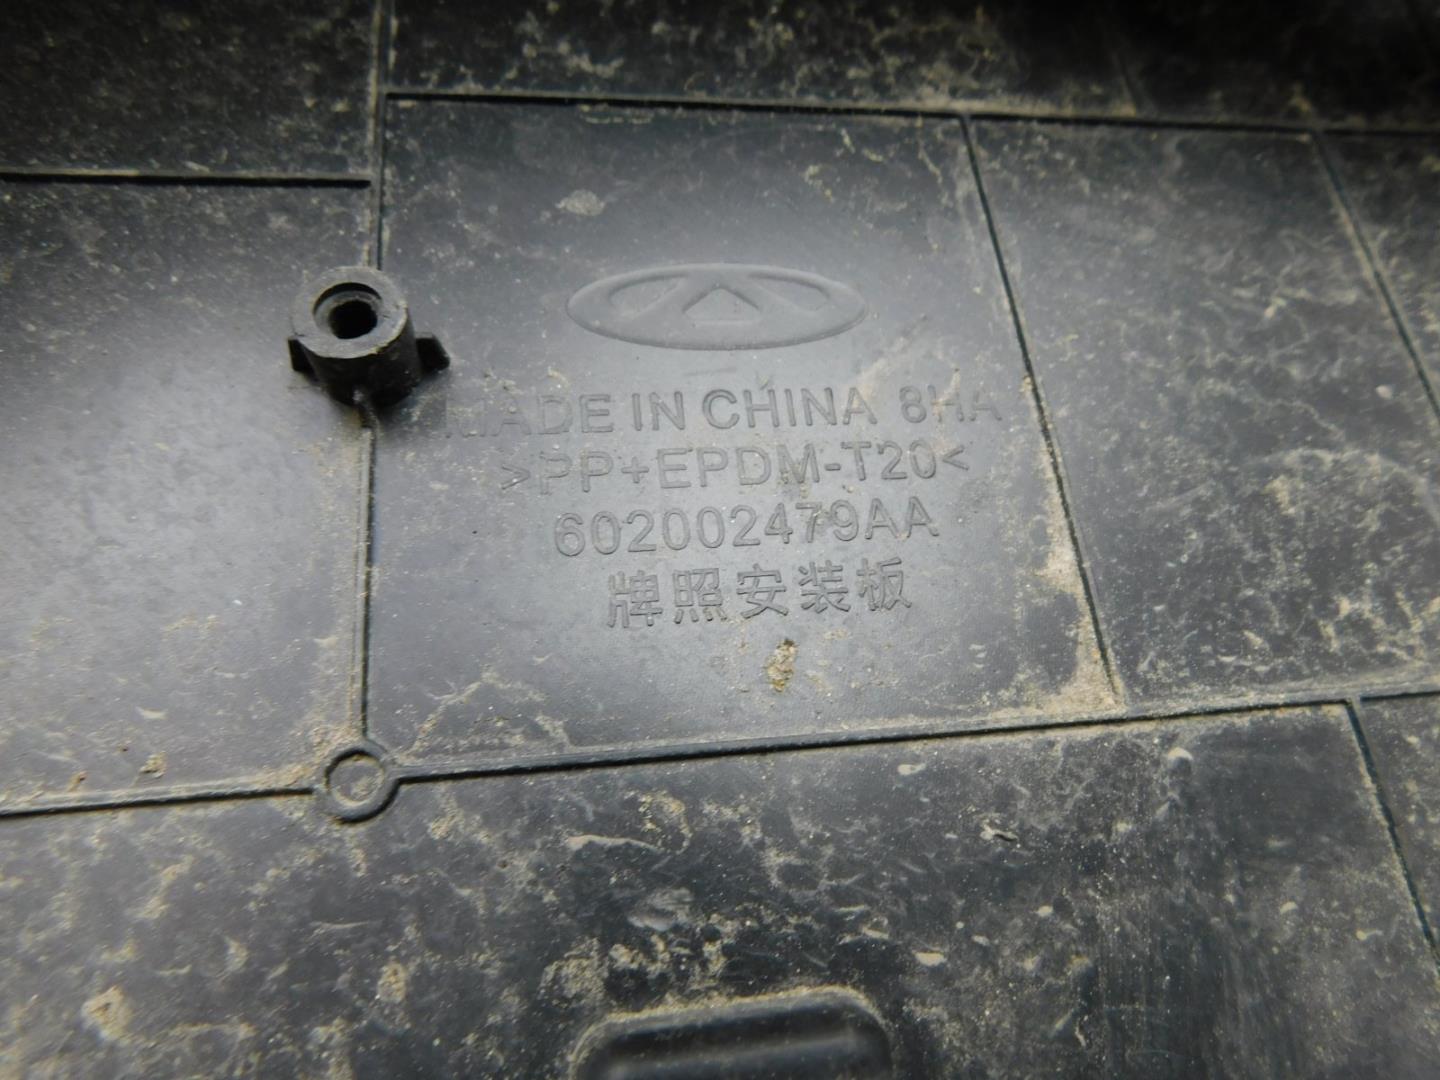 MADE IN CHINA 8HA
>PP+EPDM-T20<
602002479AA
牌照安装板